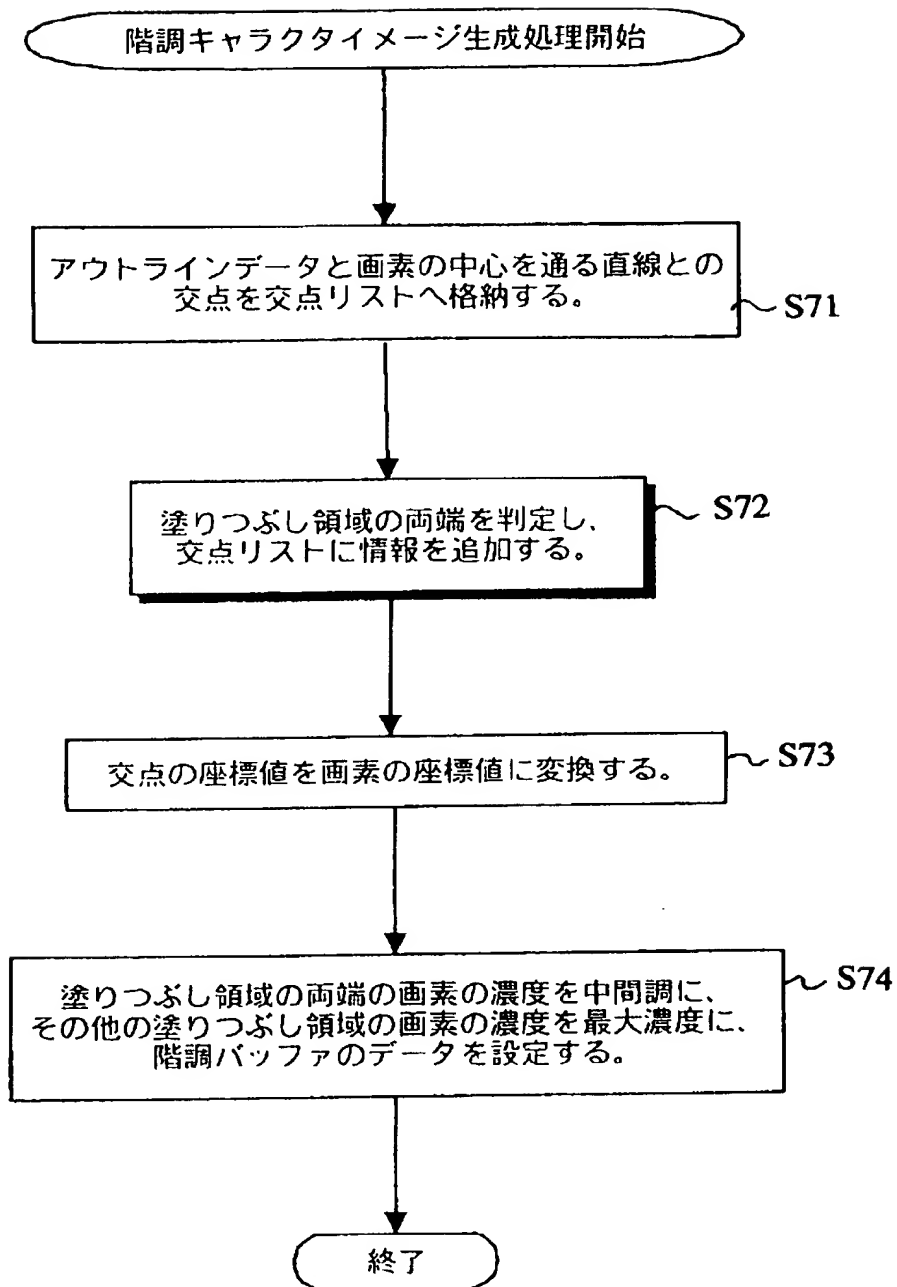 階調キャラクタイメージ生成処理開始
アウトラインデータと画素の中心を通る直線との
交点を交点リストへ格納する。
S71
塗りつぶし領域の両端を判定し、
交点リストに情報を追加する。
S72
交点の座標値を画素の座標値に変換する。
S73
塗りつぶし領域の両端の画素の濃度を中間調に、
その他の塗りつぶし領域の画素の濃度を最大濃度に、
階調バッファのデータを設定する。
S74
終了